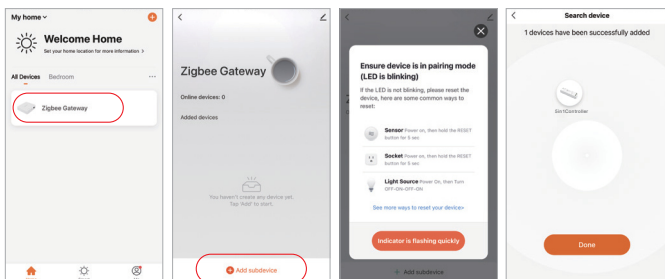 My home
Welcome Home
Set your home location for more information >
All Devices Bedroom ...
Zigbee Gateway
Zigbee Gateway
Online devices: 0
Added devices
You haven't create any device yet.
Tap 'Add' to start.
Add subdevice
Ensure device is in pairing mode
(LED is blinking)
If the LED is not blinking, please reset the
device, here are some common ways to
reset:
Sensor Power on, then hold the RESET
button for 5 sec
Socket Power on, then hold the RESET
button for 5 sec
Light Source Power On, then Turn
OFF-ON-OFF-ON
See more ways to reset your device>
Indicator is flashing quickly
+ Add subdevice
Search device
1 devices have been successfully added
5in1Controller
Done